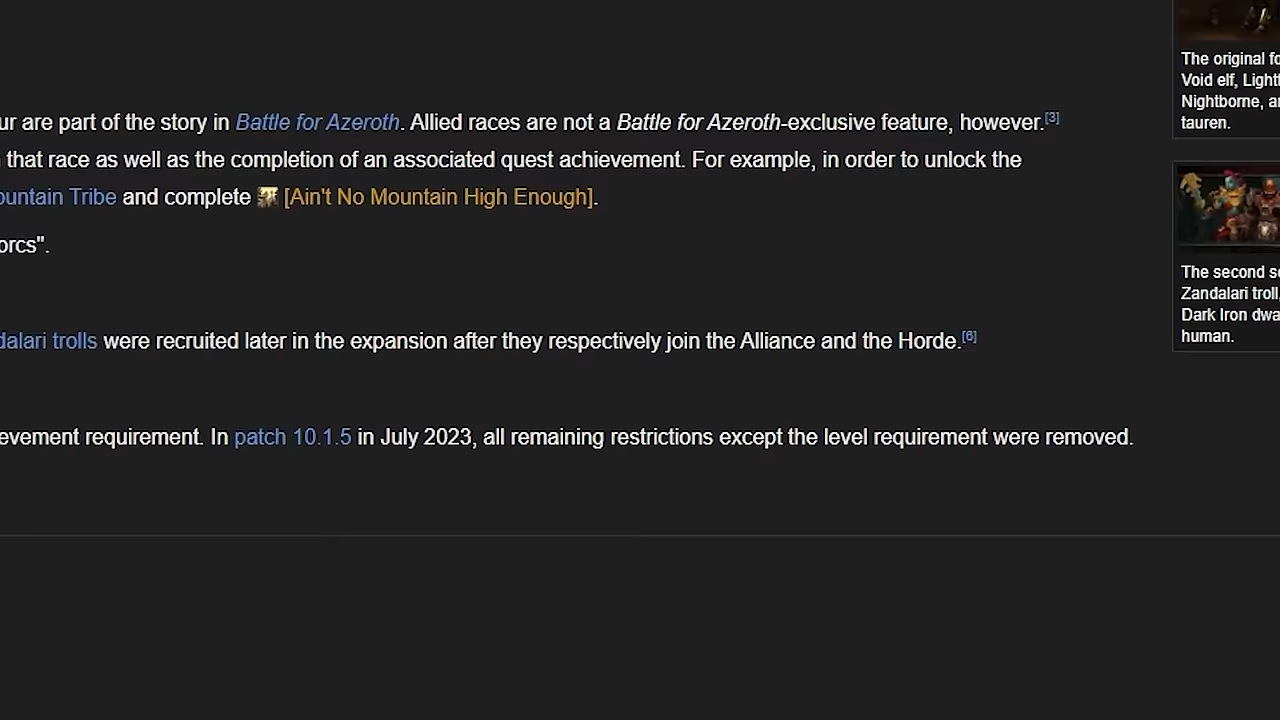 ur are part of the story in Battle for Azeroth. Allied races are not a Battle for Azeroth-exclusive feature, however.[3]
that race as well as the completion of an associated quest achievement. For example, in order to unlock the
ountain Tribe and complete [Ain't No Mountain High Enough].
orcs".
dalari trolls were recruited later in the expansion after they respectively join the Alliance and the Horde.[6]
evement requirement. In patch 10.1.5 in July 2023, all remaining restrictions except the level requirement were removed.
The original fo
Void elf, Light
Nightborne, a
tauren.
The second s
Zandalari troll,
Dark Iron dwa
human.